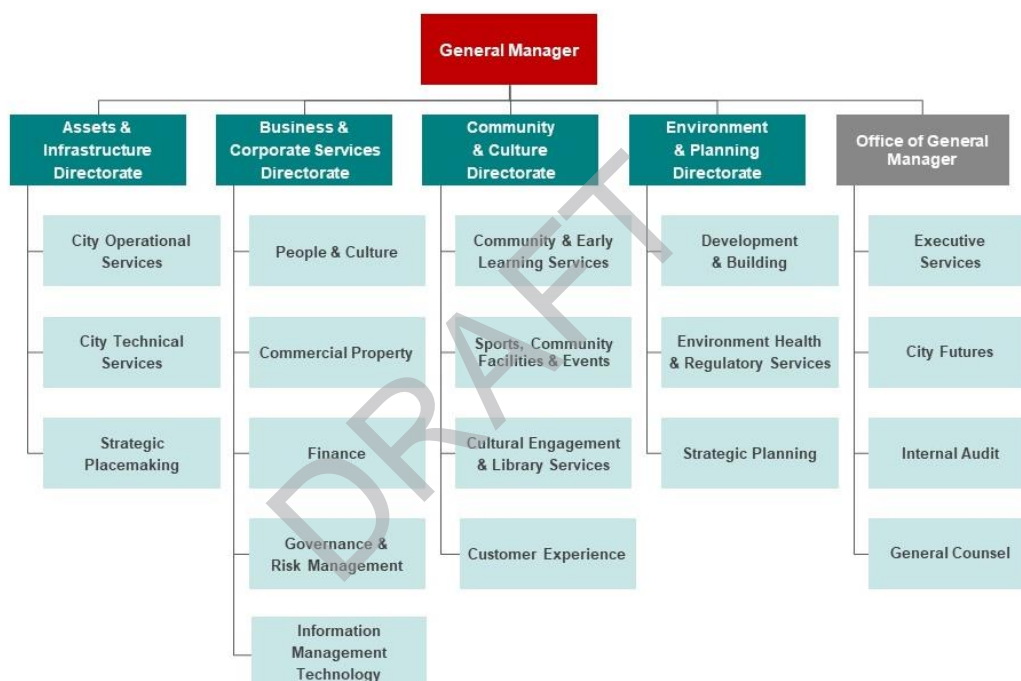 General Manager
Assets &
Infrastructure
Directorate
Business &
Corporate Services
Directorate
Community
& Culture
Directorate
Environment
& Planning
Directorate
Office of General
Manager
City Operational
Services
City Technical
Services
Strategic
Placemaking
People & Culture
Commercial Property
Finance
Governance &
Risk Management
Information
Management
Technology
Community & Early
Learning Services
Sports, Community
Facilities & Events
Cultural Engagement
& Library Services
Customer Experience
Development
& Building
Environment Health
& Regulatory Services
Strategic Planning
Executive
Services
City Futures
Internal Audit
General Counsel
DRAFT